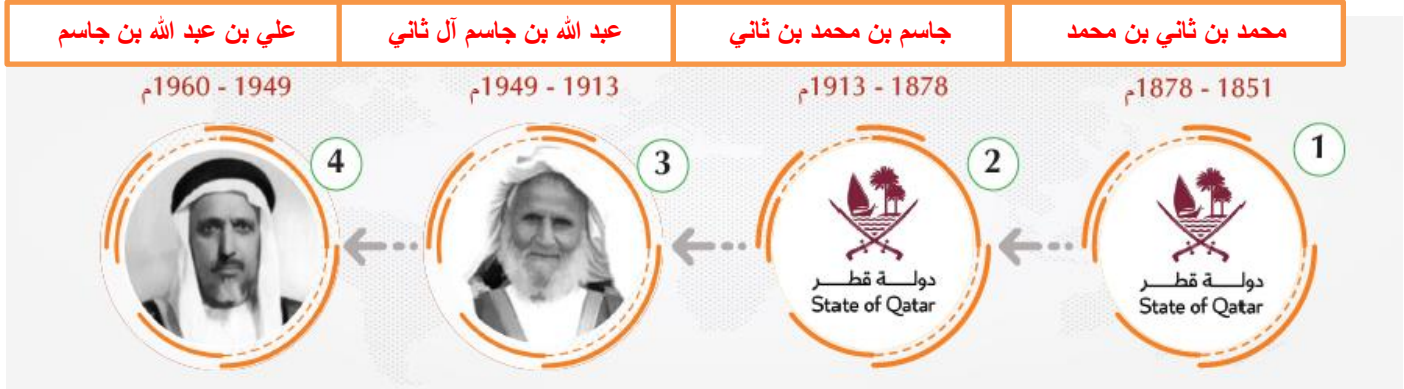 محمد بن ثاني بن محمد
جاسم بن محمد بن ثاني
عبد الله بن جاسم آل ثاني
علي بن عبد الله بن جاسم
1851 - 1878م
1878 - 1913م
1913 - 1949م
1949 - 1960م
1
2
3
4
دولة قطر
State of Qatar
دولة قطر
State of Qatar